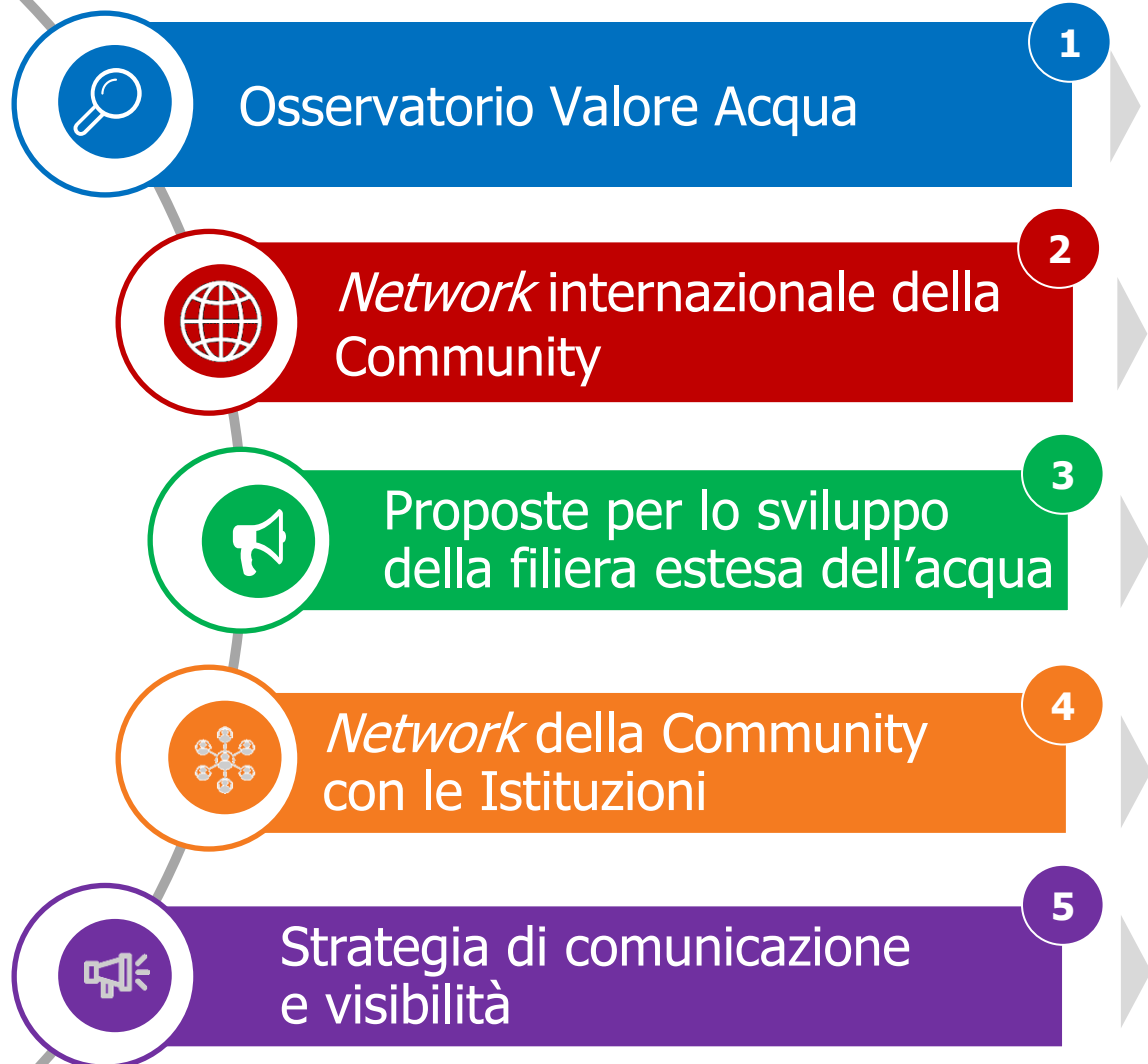 1
Osservatorio Valore Acqua
2
Network internazionale della
Community
3
Proposte per lo sviluppo
della filiera estesa dell’acqua
4
Network della Community
con le Istituzioni
5
Strategia di comunicazione
e visibilità